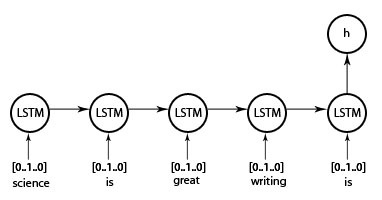 h
LSTM LSTM LSTM LSTM LSTM
[0..1..0] [0..1..0] [0..1..0] [0..1..0] [0..1..0]
science is great writing is